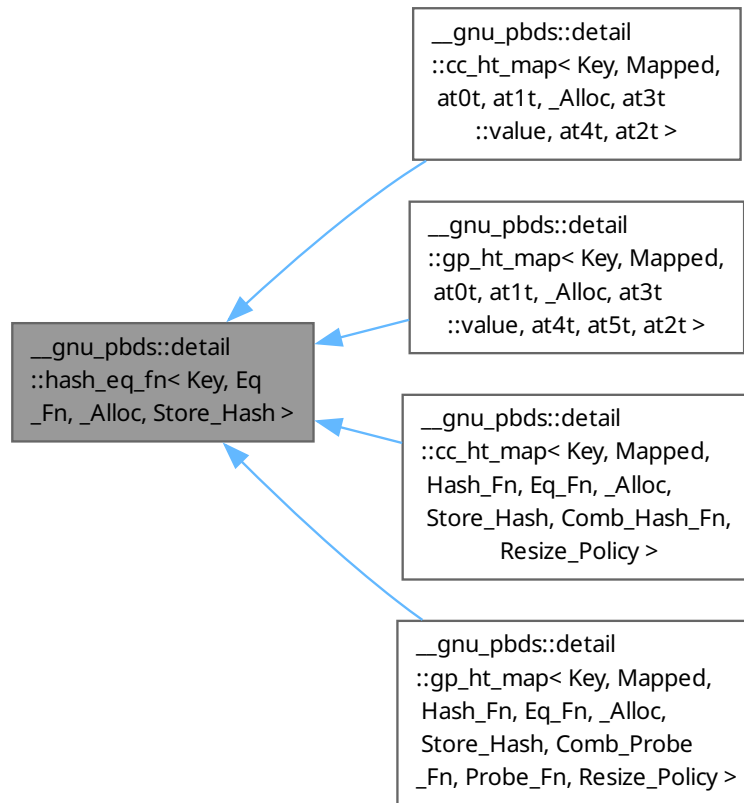 __gnu_pbds::detail
::cc_ht_map< Key, Mapped,
at0t, at1t, _Alloc, at3t
::value, at4t, at2t >
__gnu_pbds::detail
::gp_ht_map< Key, Mapped,
at0t, at1t, _Alloc, at3t
::value, at4t, at5t, at2t >
__gnu_pbds::detail
::hash_eq_fn< Key, Eq
_Fn, _Alloc, Store_Hash >
__gnu_pbds::detail
::cc_ht_map< Key, Mapped,
Hash_Fn, Eq_Fn, _Alloc,
Store_Hash, Comb_Hash_Fn,
Resize_Policy >
__gnu_pbds::detail
::gp_ht_map< Key, Mapped,
Hash_Fn, Eq_Fn, _Alloc,
Store_Hash, Comb_Probe
_Fn, Probe_Fn, Resize_Policy >